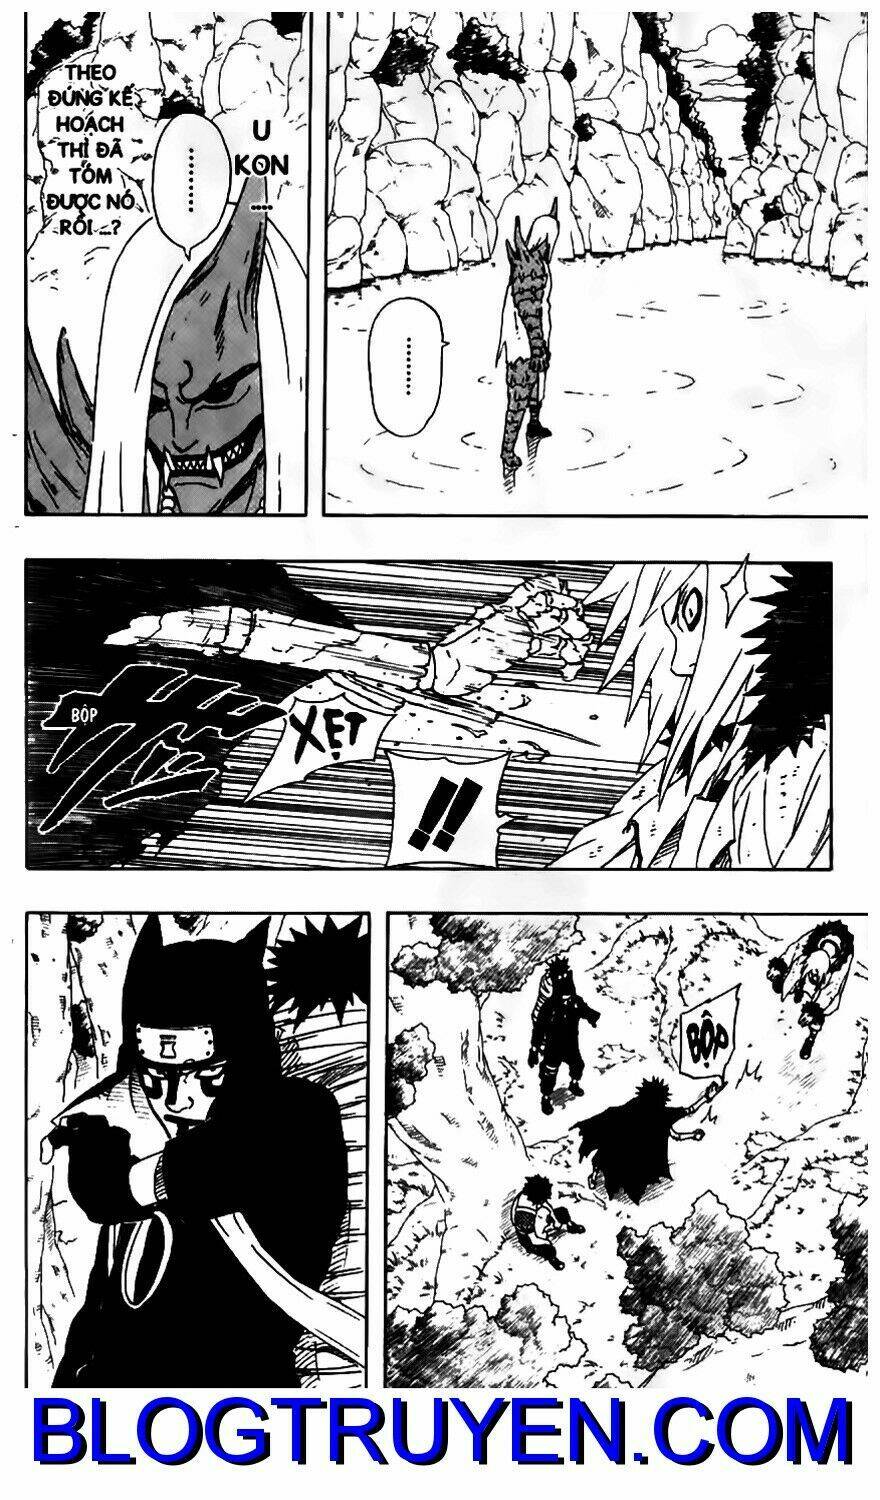 U
KON
....
..........
THEO
ĐÚNG KẾ
HOẠCH
THÌ ĐÃ
TÓM
ĐƯỢC NÓ
RỒI ...?
.........
BỘP
XẸT
!!
BỘP
BLOGTRUYEN.COM